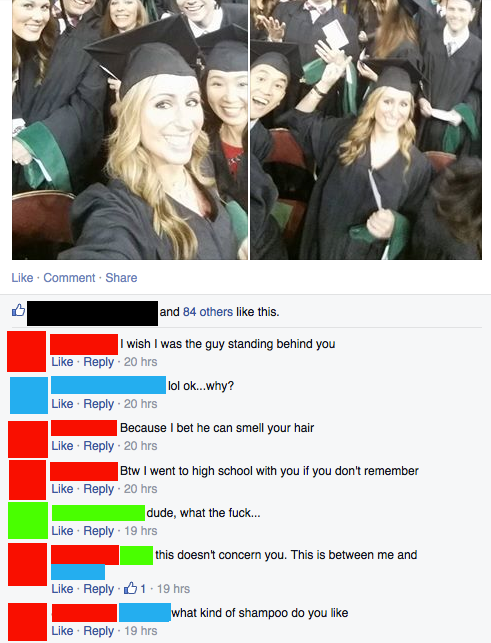 Like · Comment · Share
and 84 others like this.
I wish I was the guy standing behind you
Like · Reply · 20 hrs
lol ok...why?
Like · Reply · 20 hrs
Because I bet he can smell your hair
Like · Reply · 20 hrs
Btw I went to high school with you if you don't remember
Like · Reply · 20 hrs
dude, what the fuck...
Like · Reply · 19 hrs
this doesn't concern you. This is between me and
Like · Reply · 1 · 19 hrs
what kind of shampoo do you like
Like · Reply · 19 hrs